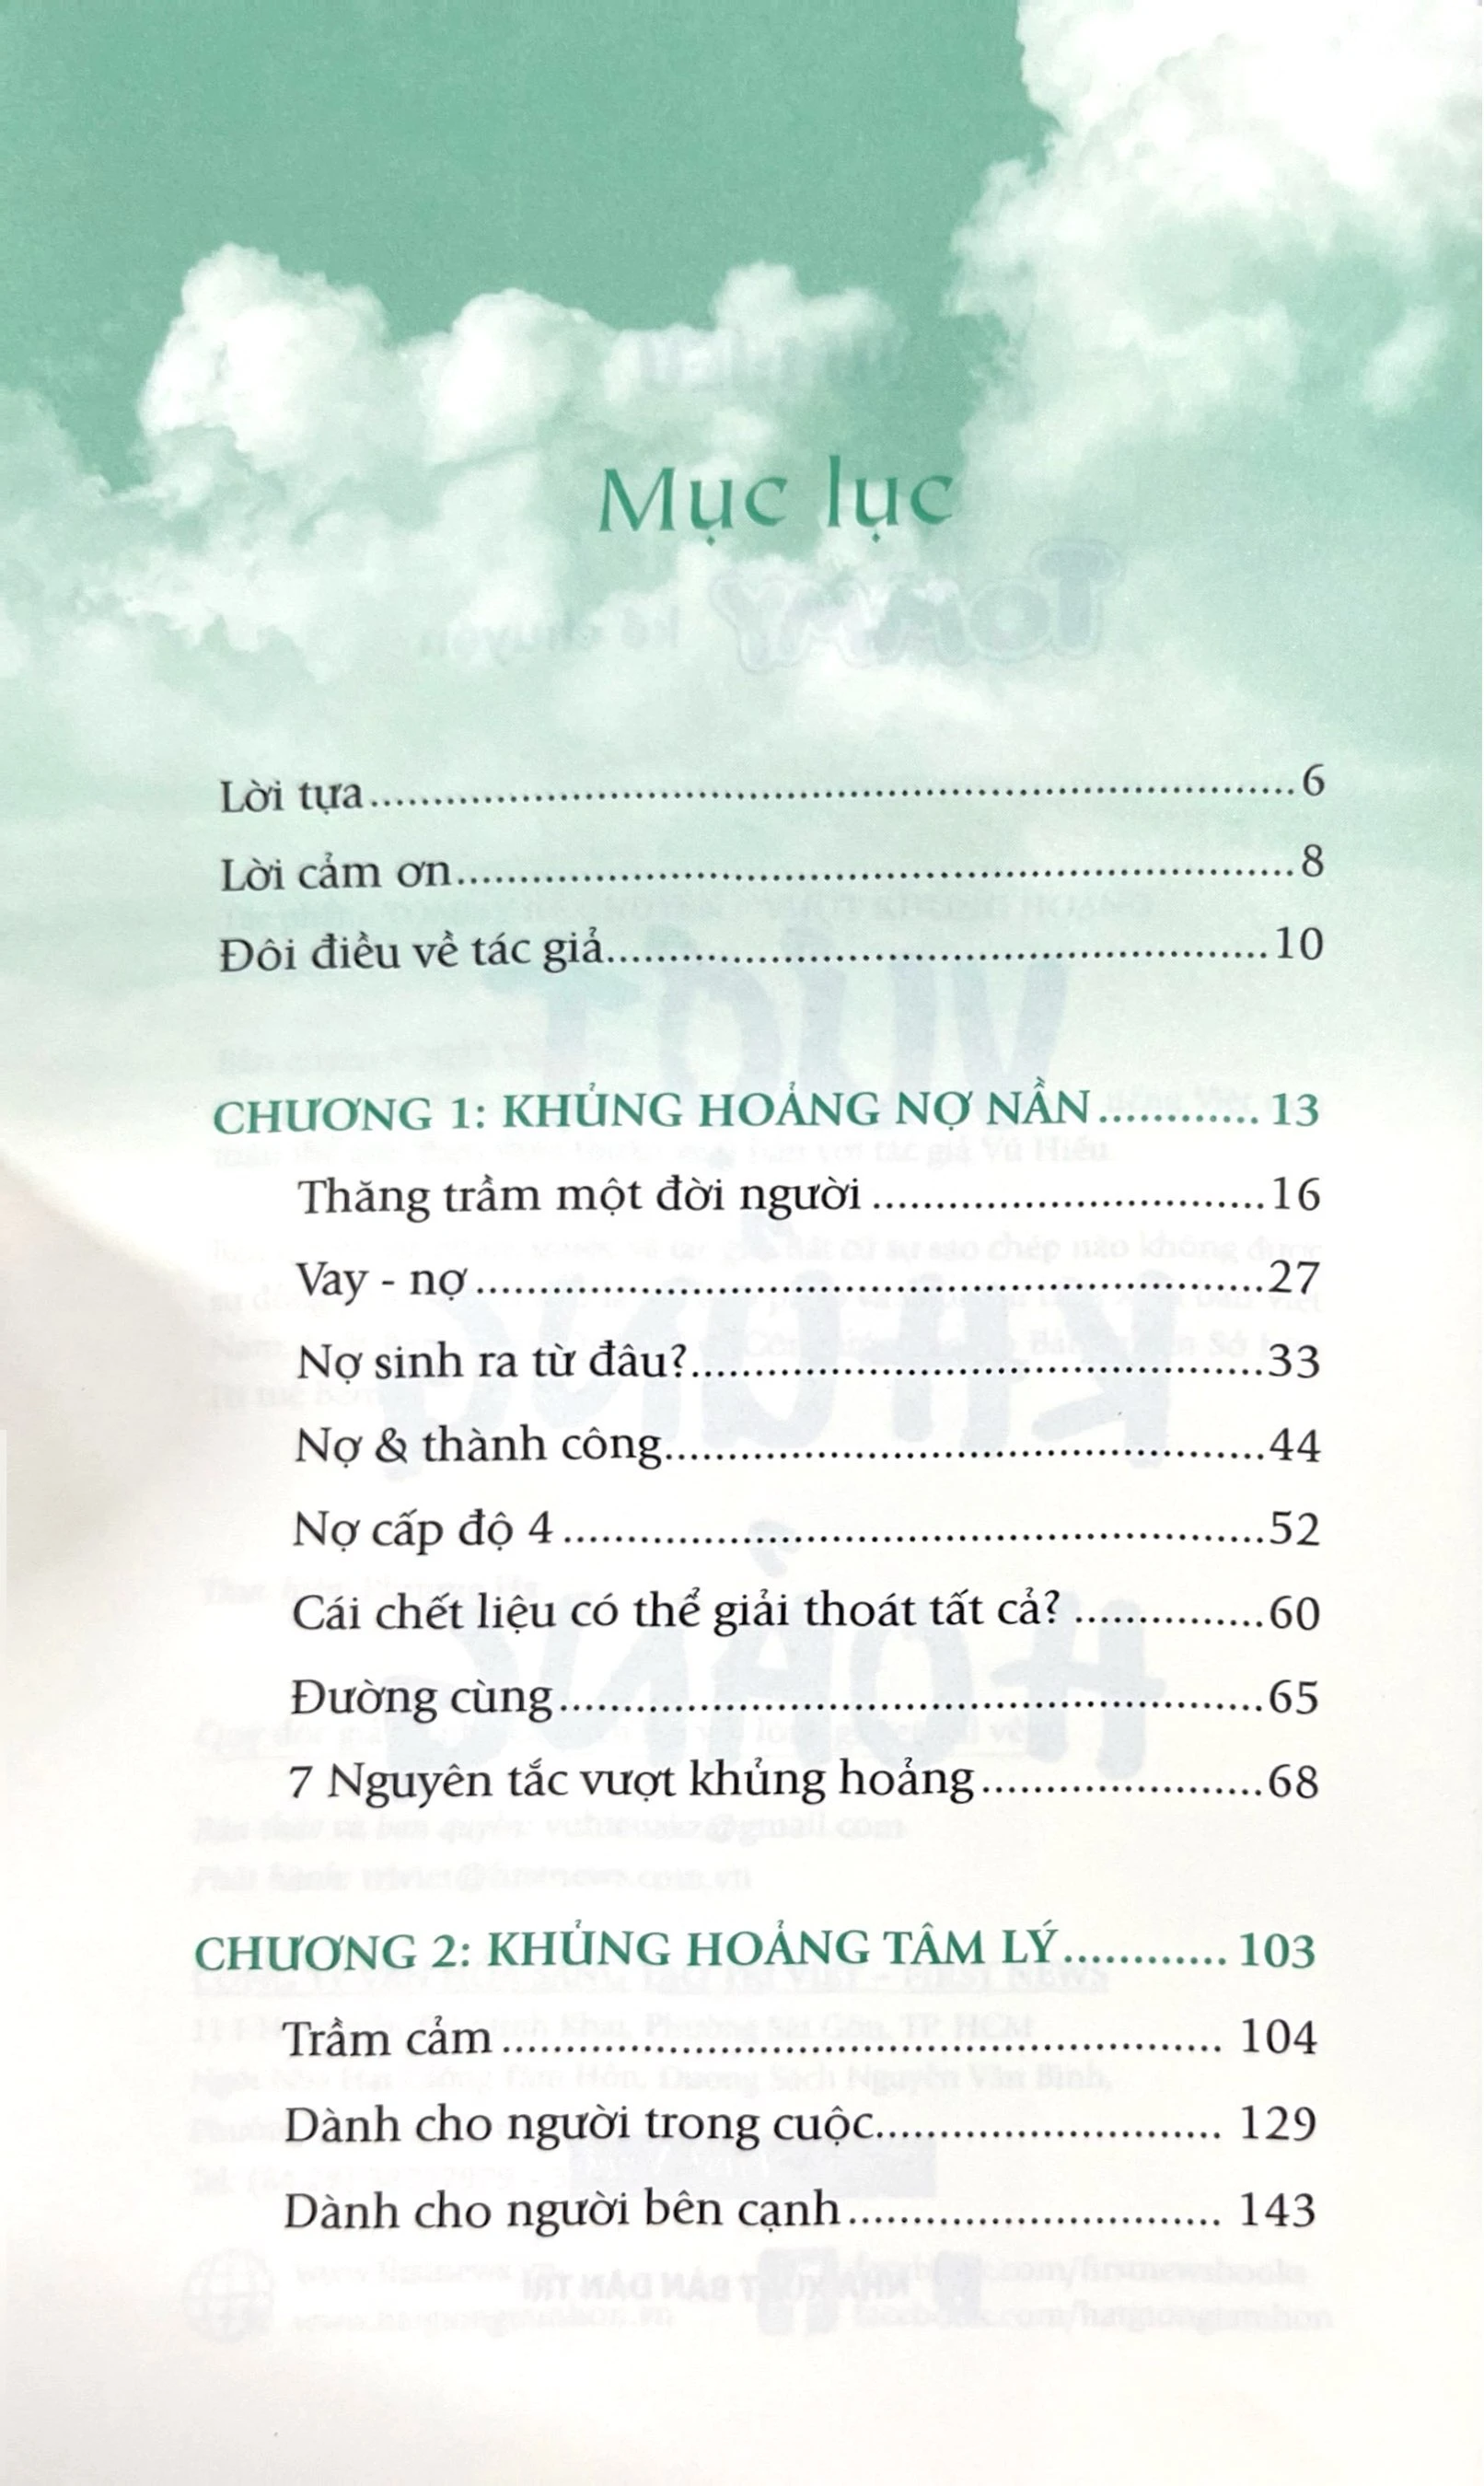 Mục lục
Lời tựa..........6
Lời cảm ơn..........8
Đôi điều về tác giả..........10
CHƯƠNG 1: KHỦNG HOẢNG NỢ NẦN..........13
Thăng trầm một đời người..........16
Vay - nợ..........27
Nợ sinh ra từ đâu?..........33
Nợ & thành công..........44
Nợ cấp độ 4..........52
Cái chết liệu có thể giải thoát tất cả?..........60
Đường cùng..........65
7 Nguyên tắc vượt khủng hoảng..........68
CHƯƠNG 2: KHỦNG HOẢNG TÂM LÝ..........103
Trầm cảm..........104
Dành cho người trong cuộc..........129
Dành cho người bên cạnh..........143